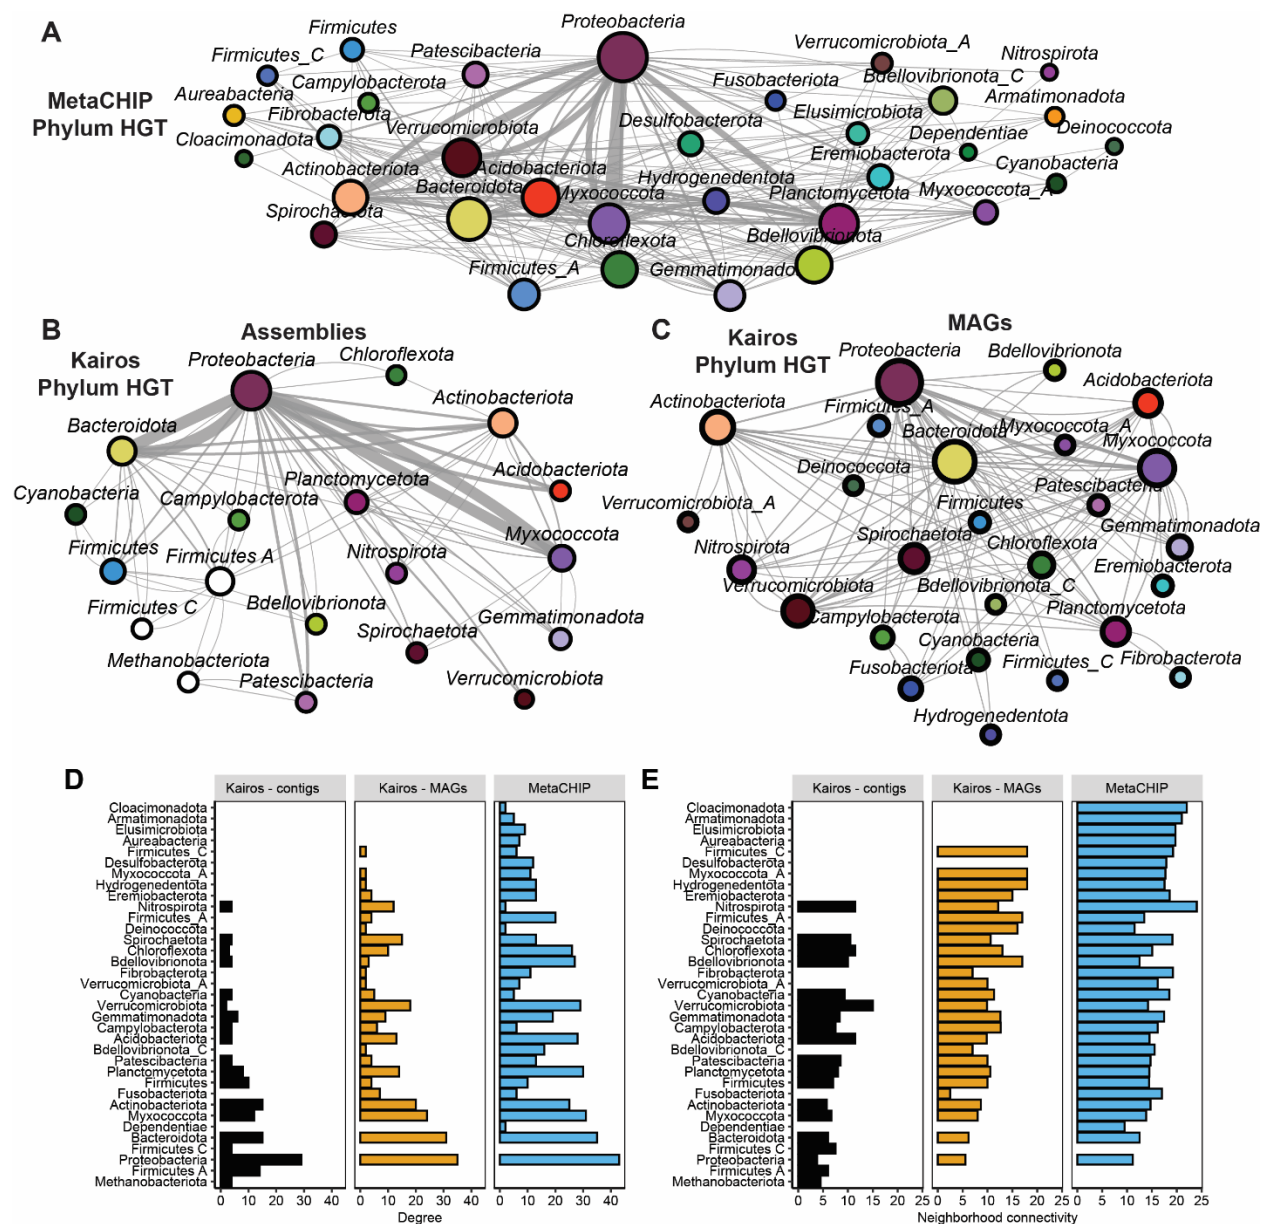 A
MetaCHIP
Phylum HGT
Proteobacteria
Firmicutes
Firmicutes_C
Patescibacteria
Verrucomicrobiota_A
Nitrospirota
Campylobacterota
Fusobacteriota
Bdellovibrionota_C
Aureabacteria
Fibrobacterota
Elusimicrobiota
Armatimonadota
Cloacimonadota
Verrucomicrobiota
Desulfobacterota
Dependentiae
Deinococcota
Actinobacteriota
Acidobacteriota
Eremiobacterota
Cyanobacteria
Bacteroidota
Myxococcota
Hydrogenedentota
Planctomycetota
Myxococcota_A
Spirochaetota
Chloroflexota
Bdellovibrionota
Firmicutes_A
Gemmatimonado
B
Assemblies
Kairos
Phylum HGT
Proteobacteria
Chloroflexota
Actinobacteriota
Bacteroidota
Acidobacteriota
Planctomycetota
Cyanobacteria
Campylobacterota
Myxococcota
Firmicutes
Firmicutes A
Nitrospirota
Firmicutes C
Bdellovibrionota
Gemmatimonadota
Spirochaetota
Methanobacteriota
Patescibacteria
Verrucomicrobiota
C
MAGs
Kairos
Phylum HGT
Proteobacteria
Bdellovibrionota
Acidobacteriota
Actinobacteriota
Firmicutes_A
Bacteroidota
Myxococcota_A
Myxococcota
Deinococcota
Patescibacteria
Verrucomicrobiota_A
Firmicutes
Gemmatimonadota
Nitrospirota
Spirochaetota
Chloroflexota
Eremiobacterota
Verrucomicrobiota
Bdellovibrionota_C
Planctomycetota
Campylobacterota
Cyanobacteria
Fusobacteriota
Firmicutes_C
Fibrobacterota
Hydrogenedentota
D
Kairos - contigs
Kairos - MAGs
MetaCHIP
Cloacimonadota
Armatimonadota
Elusimicrobiota
Aureabacteria
Firmicutes_C
Desulfobacterota
Myxococcota_A
Hydrogenedentota
Eremiobacterota
Nitrospirota
Firmicutes_A
Deinococcota
Spirochaetota
Chloroflexota
Bdellovibrionota
Fibrobacterota
Verrucomicrobiota_A
Cyanobacteria
Verrucomicrobiota
Gemmatimonadota
Campylobacterota
Acidobacteriota
Bdellovibrionota_C
Patescibacteria
Planctomycetota
Firmicutes
Fusobacteriota
Actinobacteriota
Myxococcota
Dependentiae
Bacteroidota
Firmicutes C
Proteobacteria
Firmicutes A
Methanobacteriota
0 10 20 30 40
0 10 20 30 40
0 10 20 30 40
Degree
E
Kairos - contigs
Kairos - MAGs
MetaCHIP
Cloacimonadota
Armatimonadota
Elusimicrobiota
Aureabacteria
Firmicutes_C
Desulfobacterota
Myxococcota_A
Hydrogenedentota
Eremiobacterota
Nitrospirota
Firmicutes_A
Deinococcota
Spirochaetota
Chloroflexota
Bdellovibrionota
Fibrobacterota
Verrucomicrobiota_A
Cyanobacteria
Verrucomicrobiota
Gemmatimonadota
Campylobacterota
Acidobacteriota
Bdellovibrionota_C
Patescibacteria
Planctomycetota
Firmicutes
Fusobacteriota
Actinobacteriota
Myxococcota
Dependentiae
Bacteroidota
Firmicutes C
Proteobacteria
Firmicutes A
Methanobacteriota
0 5 10 15 20 25
0 5 10 15 20 25
0 5 10 15 20 25
Neighborhood connectivity